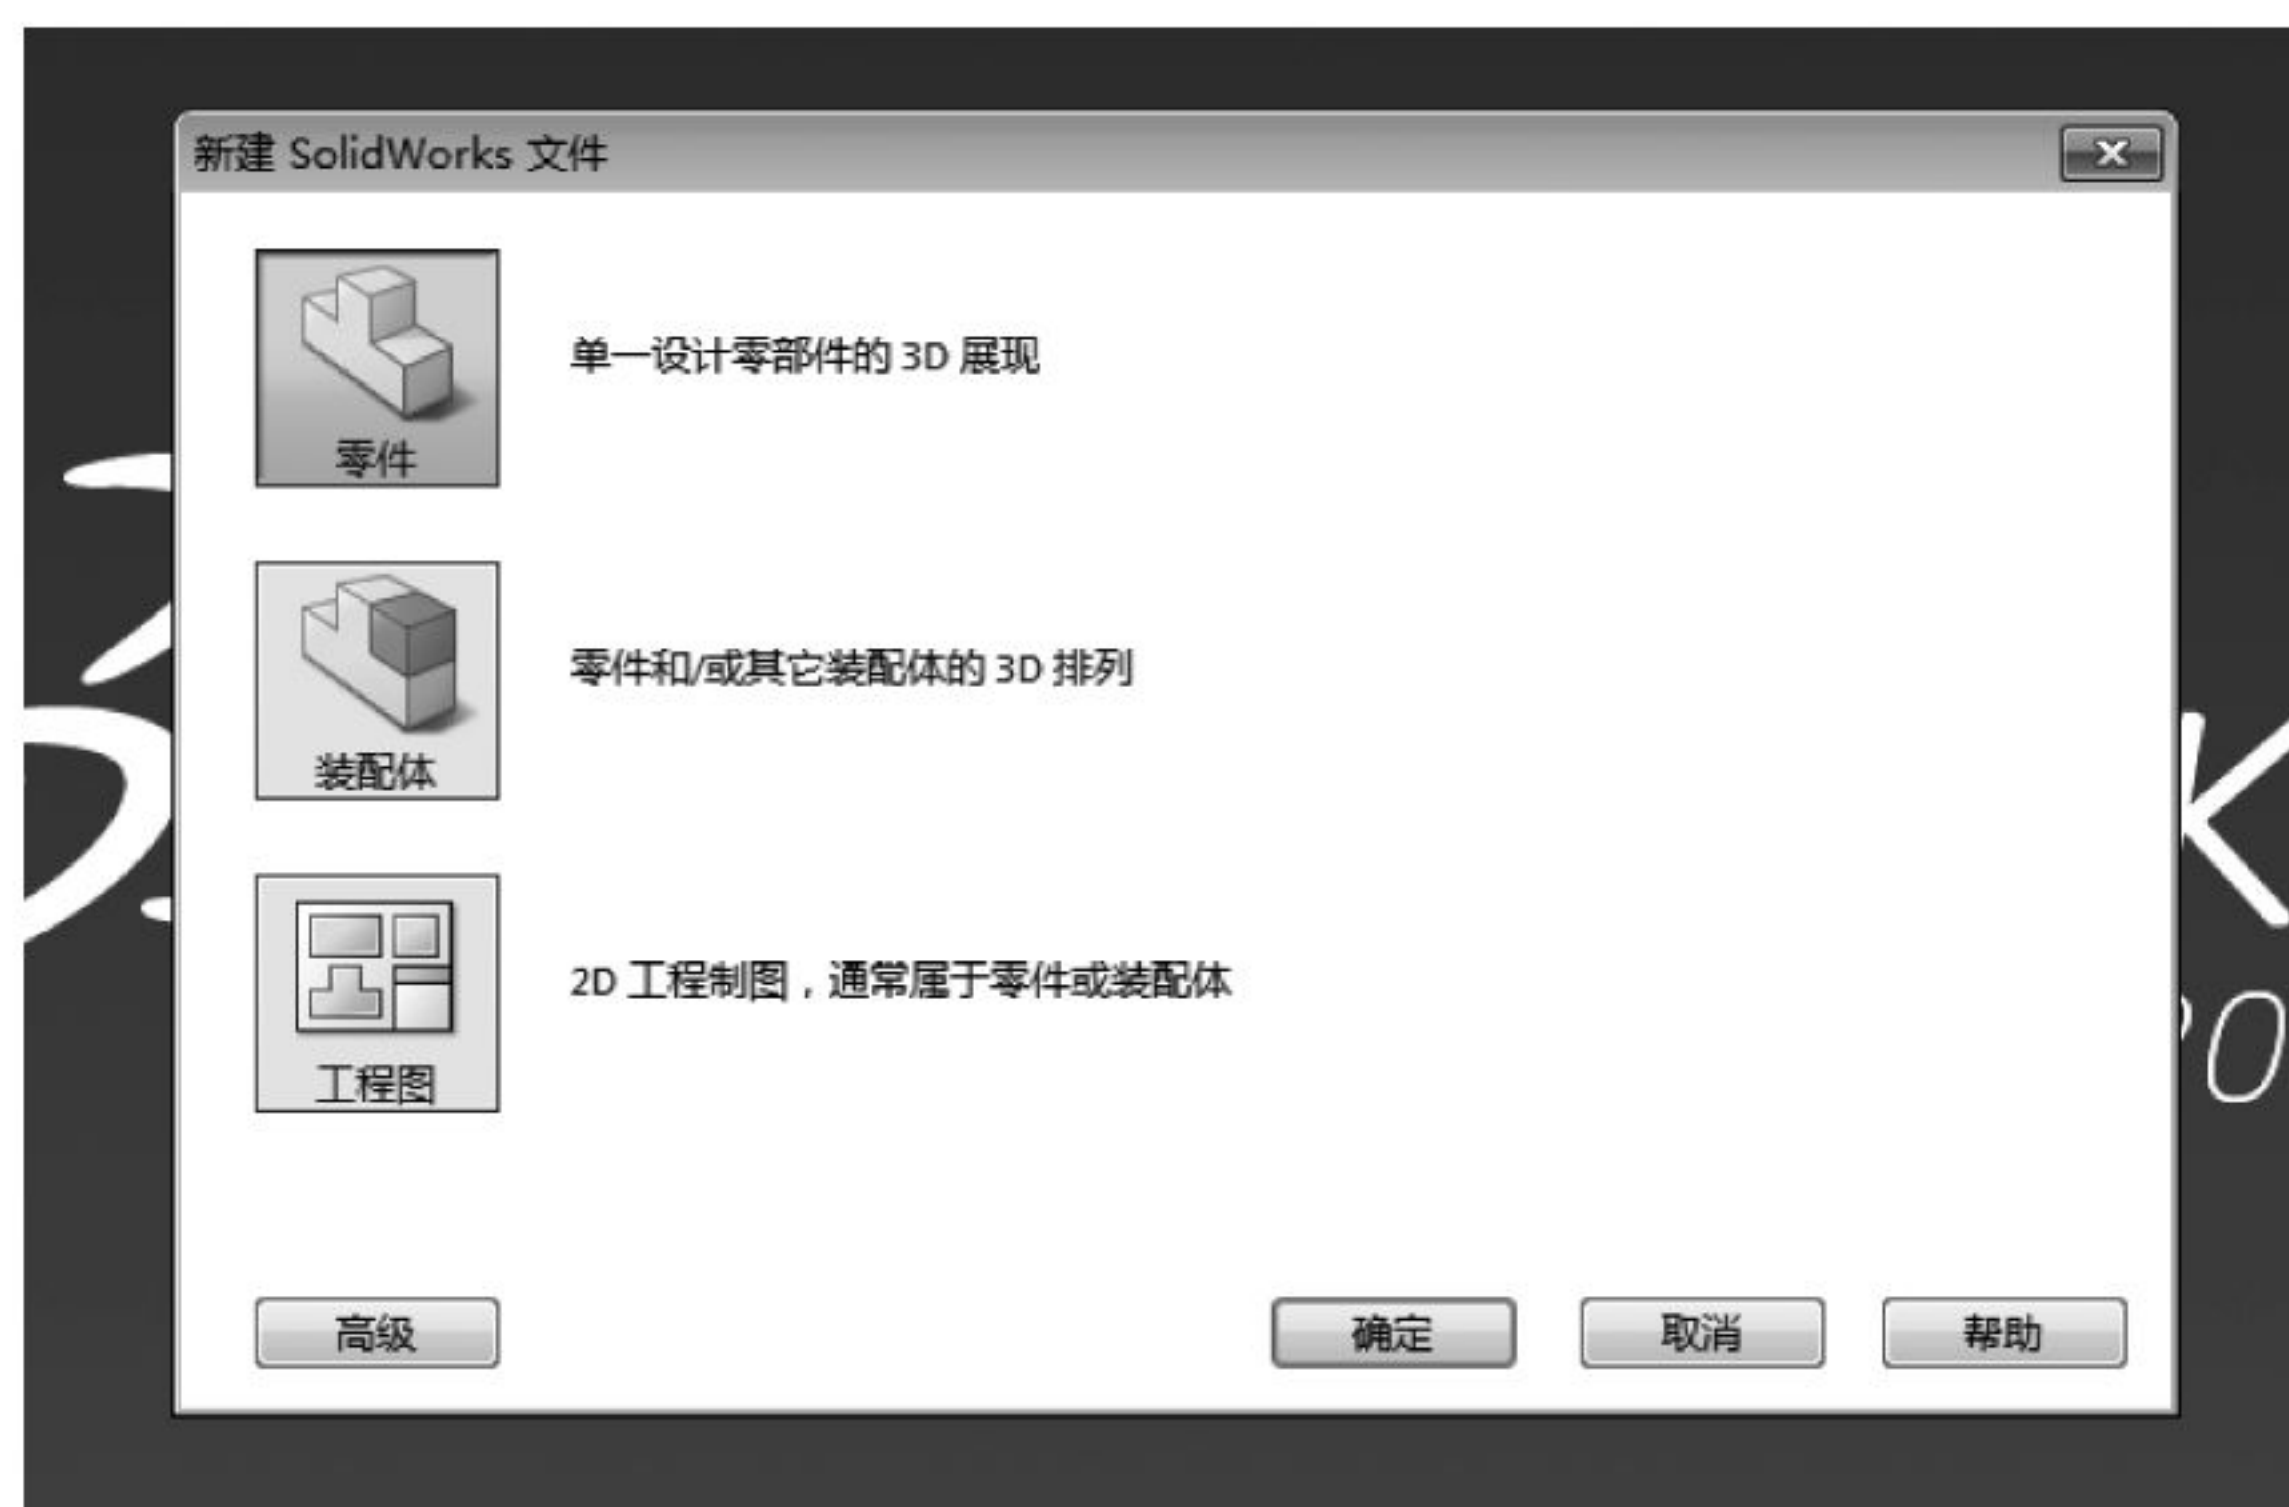 新建 SolidWorks 文件
单一设计零部件的 3D 展现
零件
零件和/或其它装配体的 3D 排列
装配体
2D 工程制图，通常属于零件或装配体
工程图
高级
确定
取消
帮助
K
0